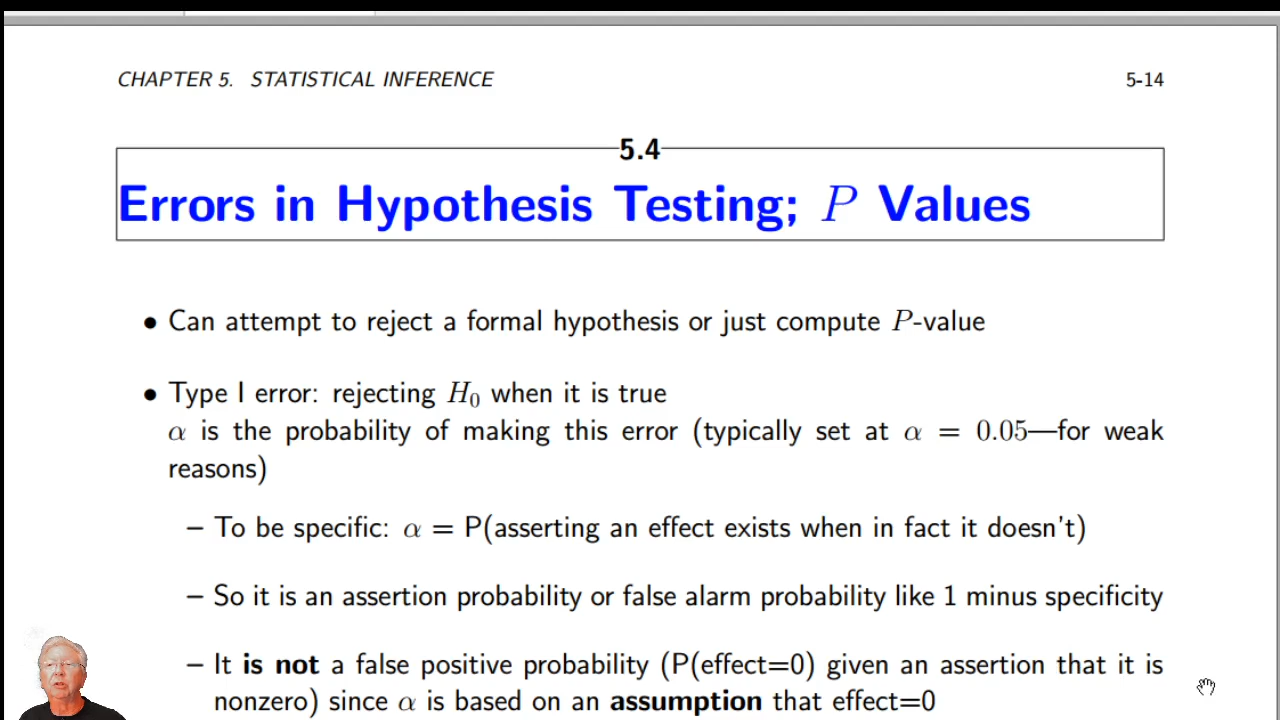 CHAPTER 5. STATISTICAL INFERENCE 5-14
5.4
Errors in Hypothesis Testing; P Values
• Can attempt to reject a formal hypothesis or just compute P-value
• Type I error: rejecting H₀ when it is true
α is the probability of making this error (typically set at α = 0.05—for weak
reasons)
– To be specific: α = P(asserting an effect exists when in fact it doesn't)
– So it is an assertion probability or false alarm probability like 1 minus specificity
– It is not a false positive probability (P(effect=0) given an assertion that it is
nonzero) since α is based on an assumption that effect=0